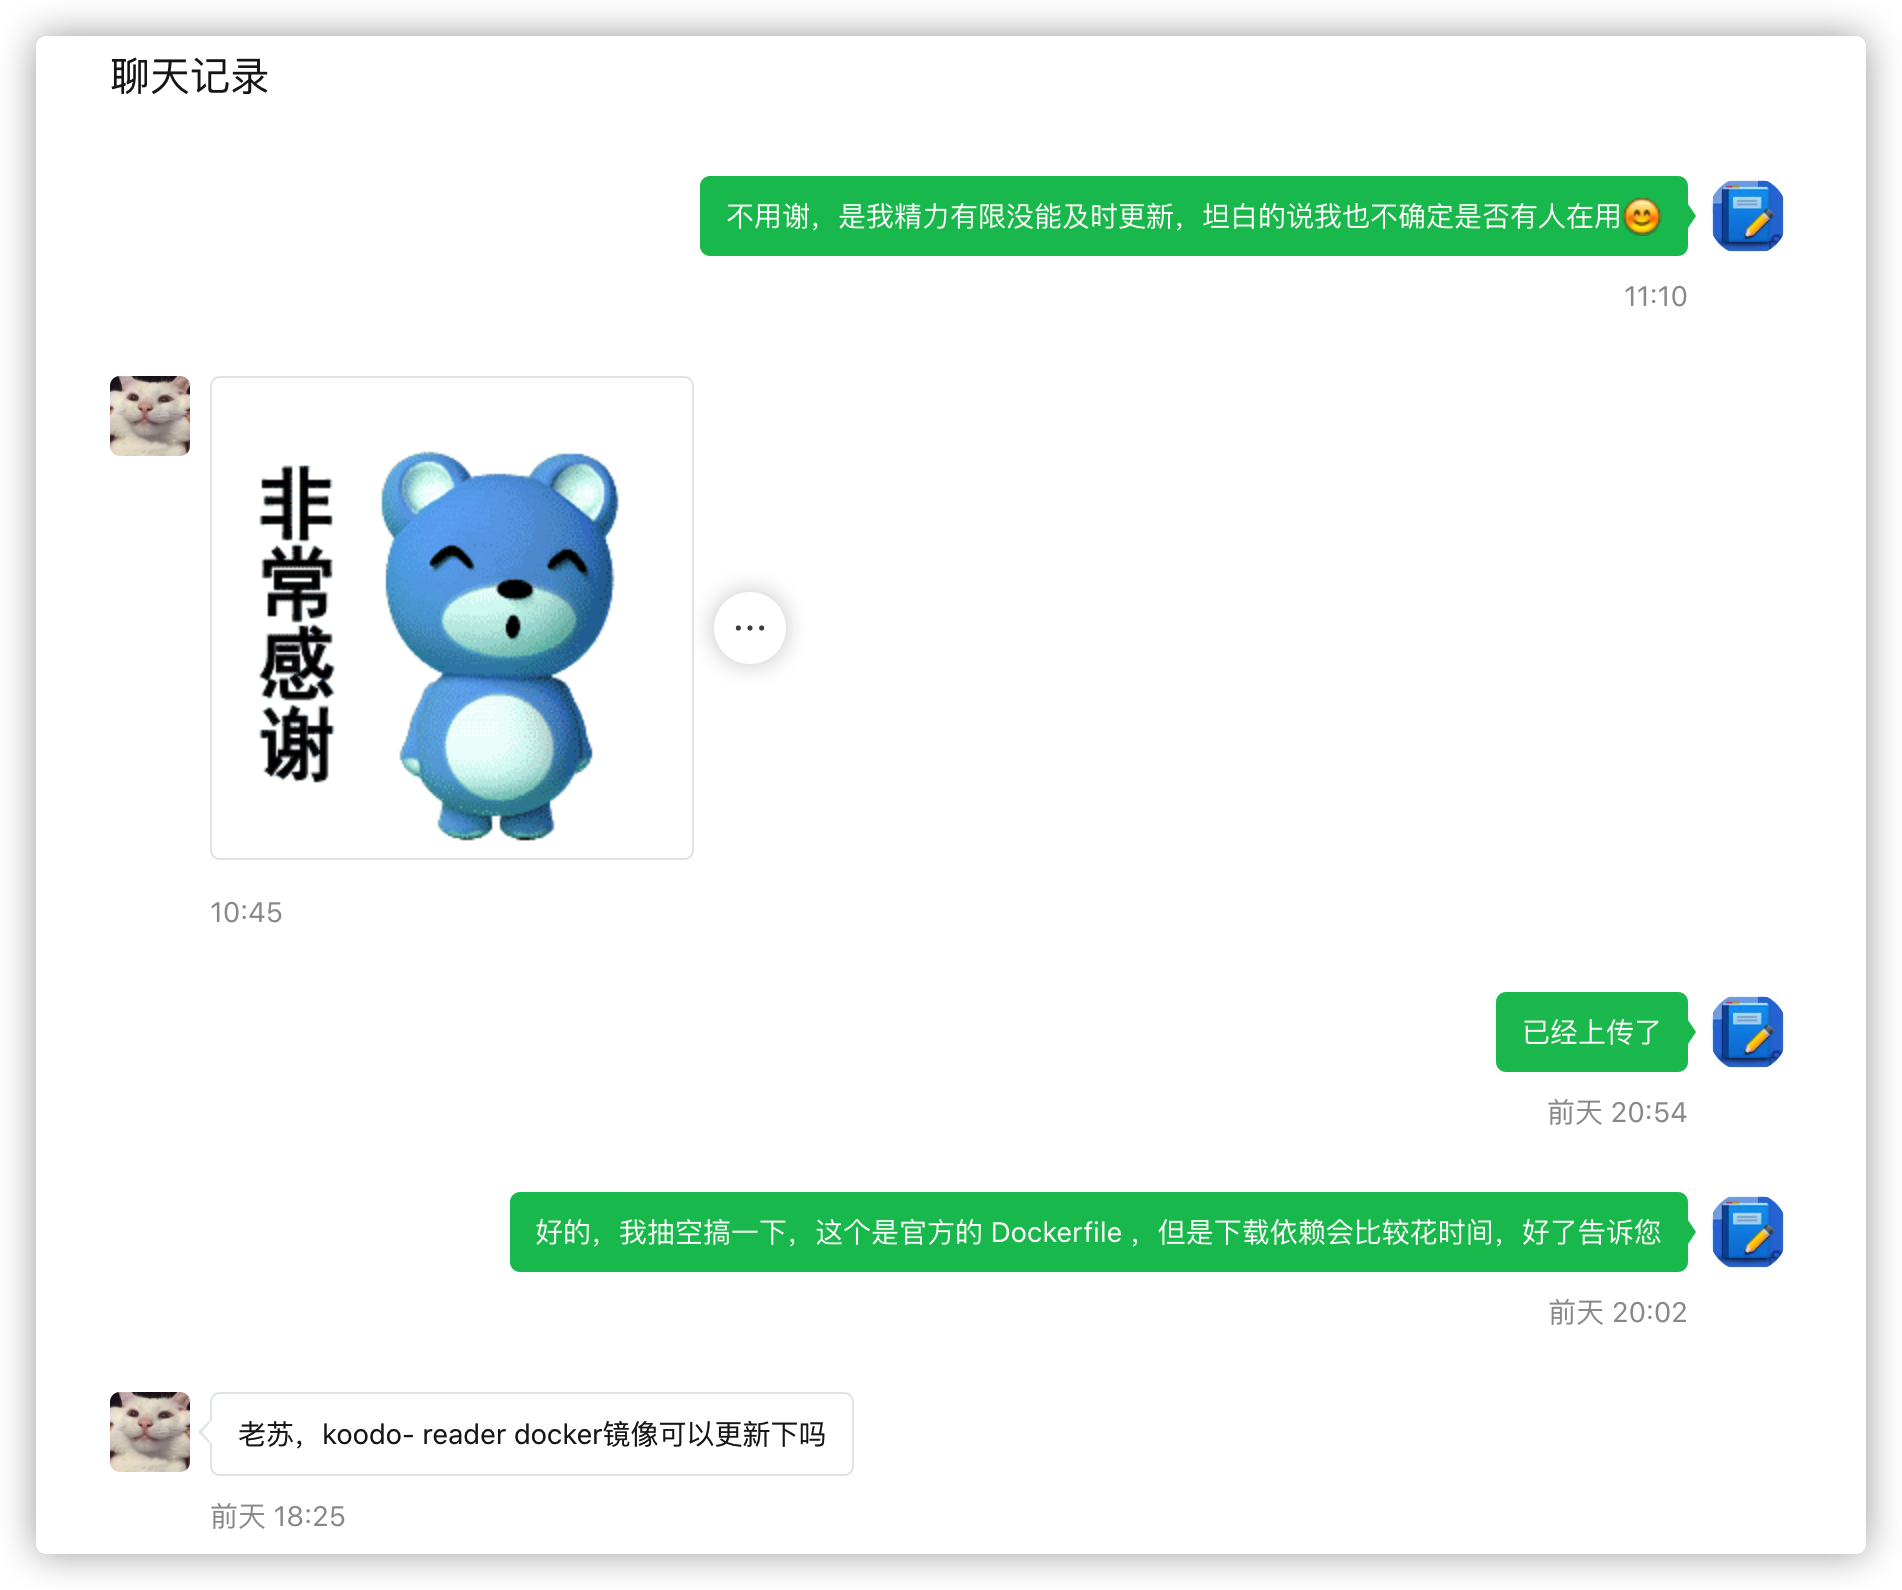 聊天记录
不用谢，是我精力有限没能及时更新，坦白的说我也不确定是否有人在用😊
11:10
非常感谢
10:45
已经上传了
前天 20:54
好的，我抽空搞一下，这个是官方的 Dockerfile ，但是下载依赖会比较花时间，好了告诉您
前天 20:02
老苏，koodo- reader docker镜像可以更新下吗
前天 18:25